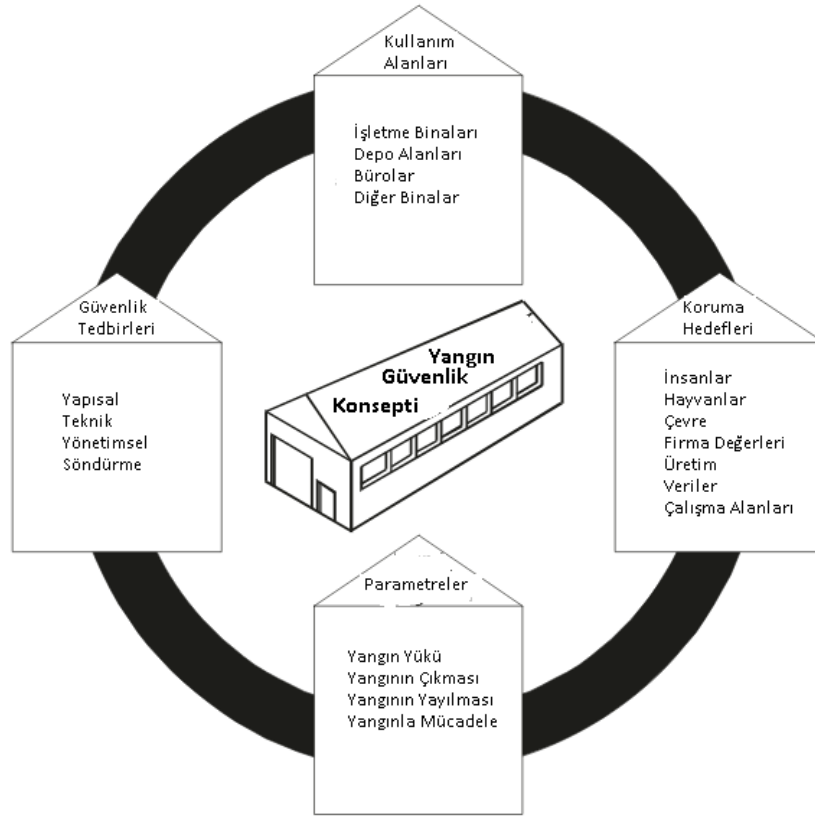 Kullanım
Alanları
İşletme Binaları
Depo Alanları
Bürolar
Diğer Binalar
Güvenlik
Tedbirleri
Yapısal
Teknik
Yönetimsel
Söndürme
Yangın
Güvenlik
Konsepti
Koruma
Hedefleri
İnsanlar
Hayvanlar
Çevre
Firma Değerleri
Üretim
Veriler
Çalışma Alanları
Parametreler
Yangın Yükü
Yangının Çıkması
Yangının Yayılması
Yangınla Mücadele